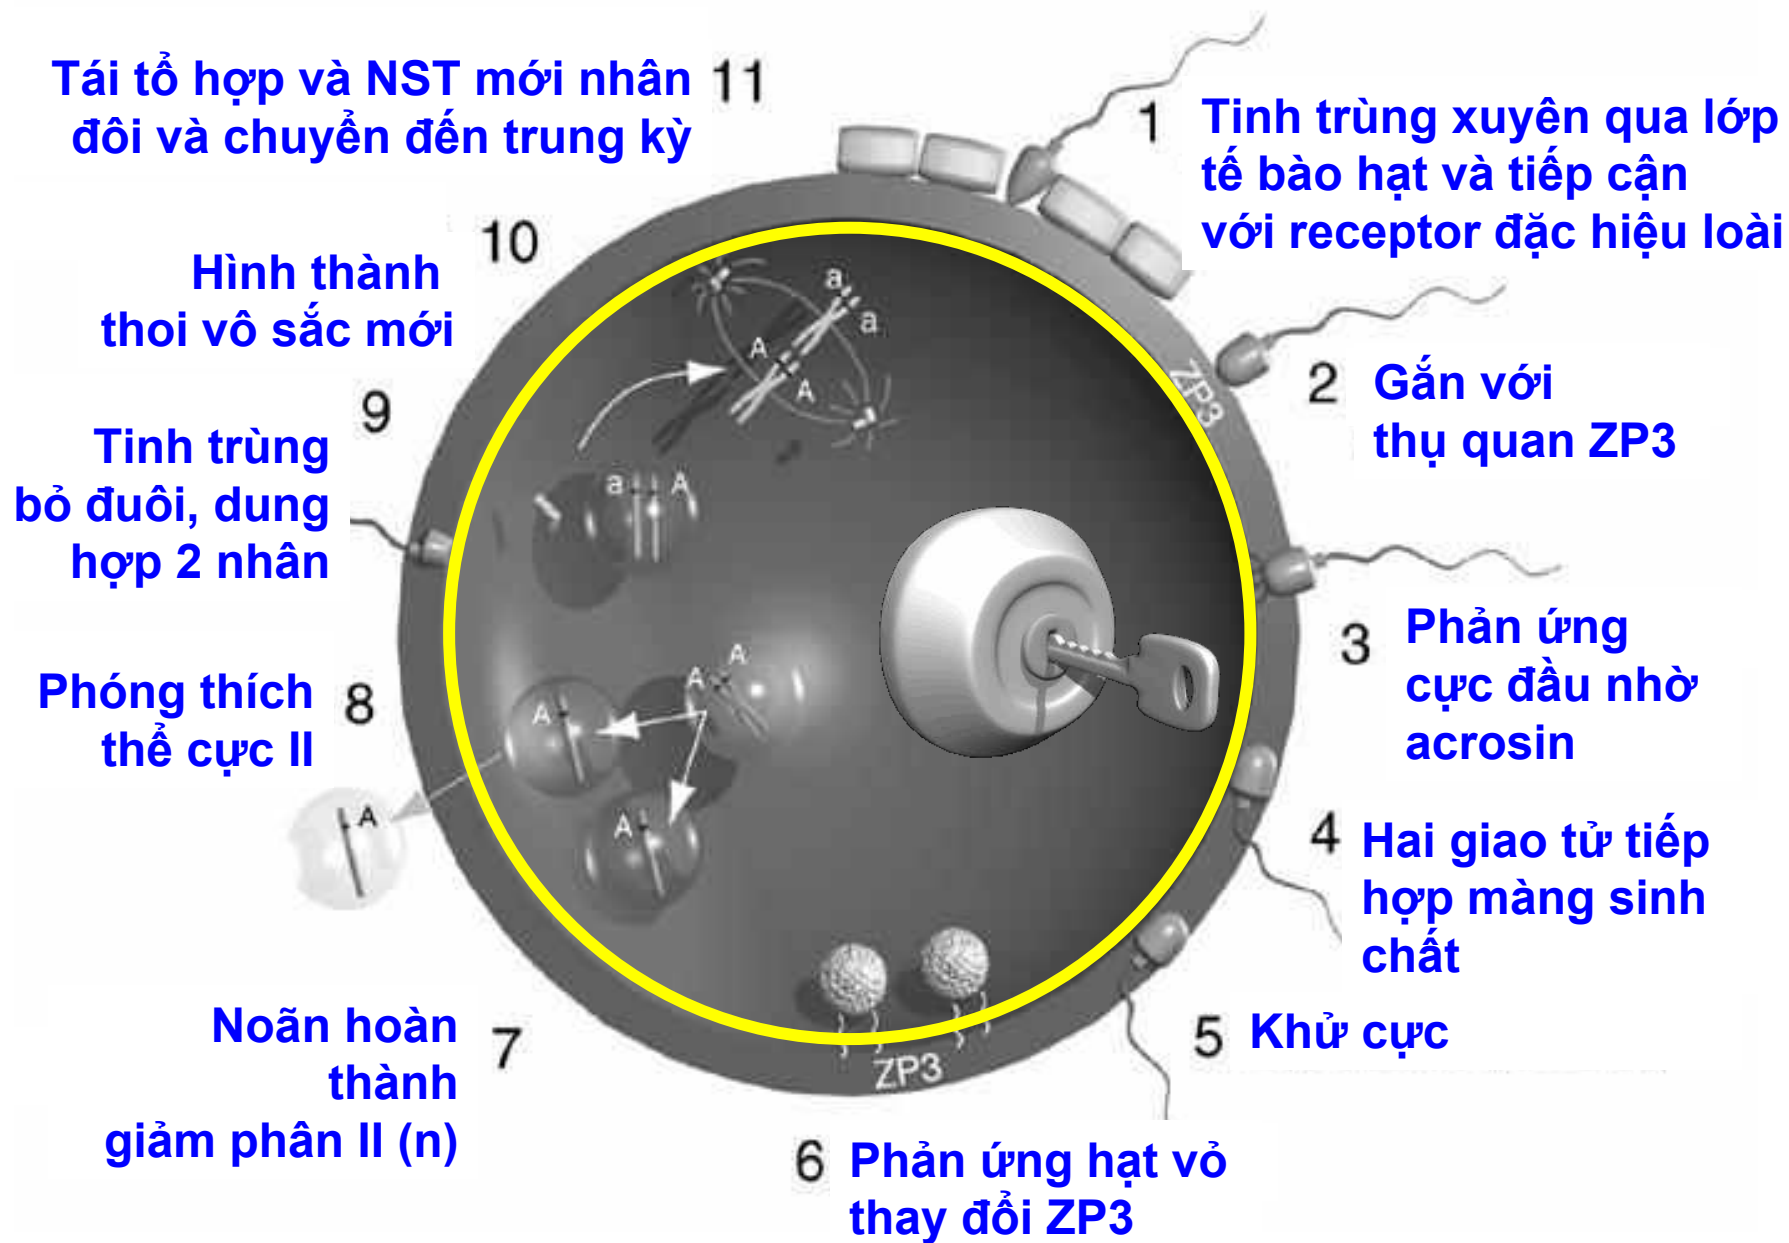 Tái tổ hợp và NST mới nhân
đôi và chuyển đến trung kỳ
11
1
Tinh trùng xuyên qua lớp
tế bào hạt và tiếp cận
với receptor đặc hiệu loài
10
Hình thành
thoi vô sắc mới
a
a
A
A
ZP3
2
Gắn với
thụ quan ZP3
9
Tinh trùng
bỏ đuôi, dung
hợp 2 nhân
a A
3
Phản ứng
cực đầu nhờ
acrosin
8
Phóng thích
thể cực II
A
A
A
A
A
4
Hai giao tử tiếp
hợp màng sinh
chất
5
Khử cực
7
Noãn hoàn
thành
giảm phân II (n)
ZP3
6
Phản ứng hạt vỏ
thay đổi ZP3